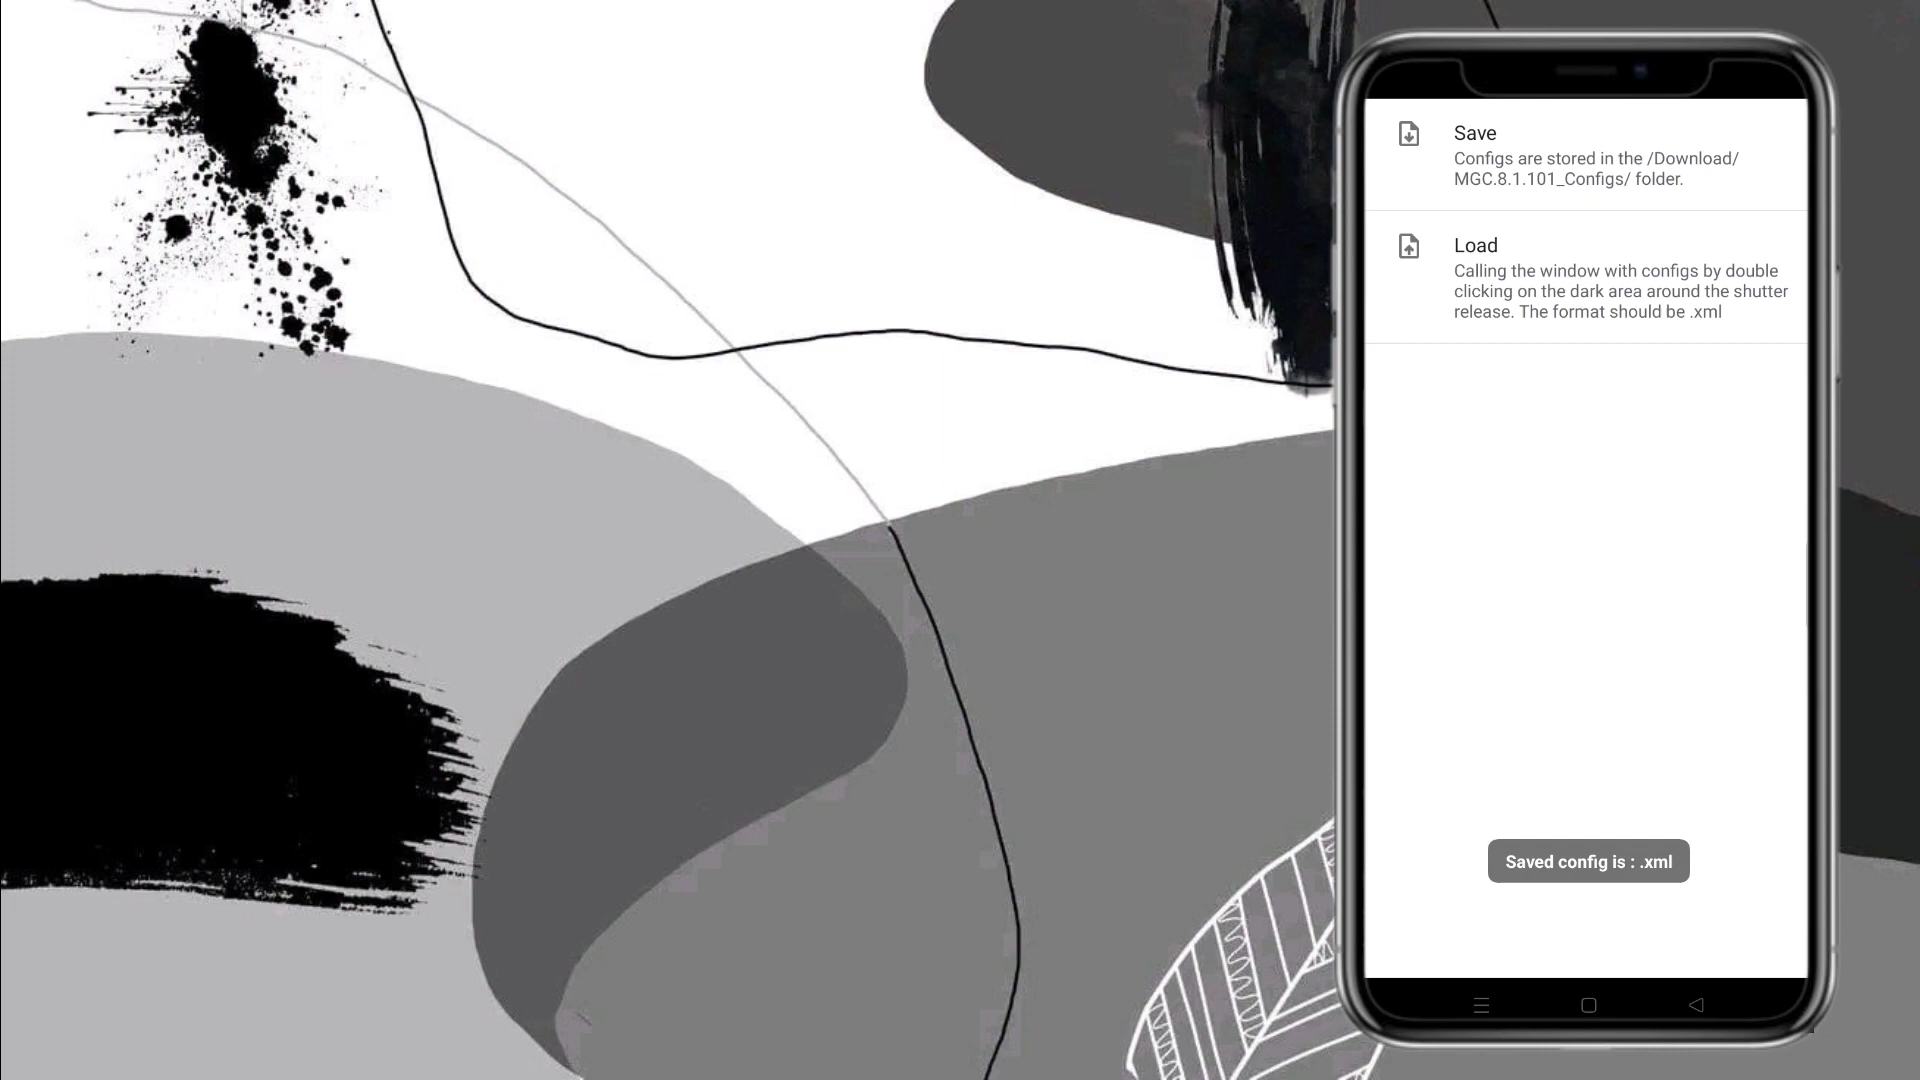 Save
Configs are stored in the /Download/
MGC.8.1.101_Configs/ folder.
Load
Calling the window with configs by double
clicking on the dark area around the shutter
release. The format should be .xml
Saved config is : .xml